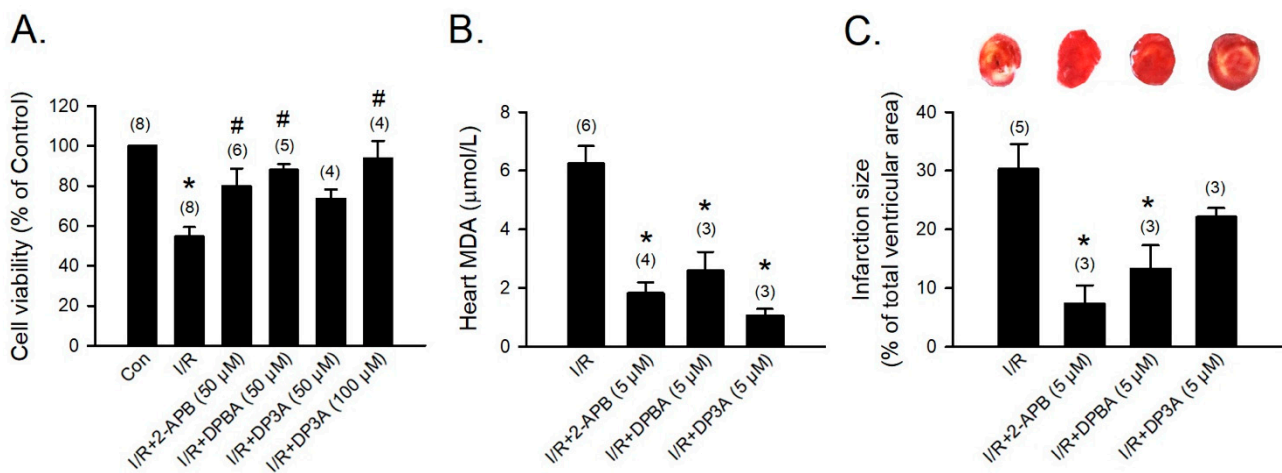 A.
Cell viability (% of Control)
120
100
80
60
40
20
0
(8)
*
(8)
#
(6)
#
(5)
(4)
#
(4)
Con
I/R
I/R+2-APB (50 µM)
I/R+DPBA (50 µM)
I/R+DP3A (50 µM)
I/R+DP3A (100 µM)
B.
Heart MDA (µmol/L)
8
6
4
2
0
(6)
*
(4)
*
(3)
*
(3)
I/R
I/R+2-APB (5 µM)
I/R+DPBA (5 µM)
I/R+DP3A (5 µM)
C.
Infarction size
(% of total ventricular area)
40
30
20
10
0
(5)
*
(3)
*
(3)
(3)
I/R
I/R+2-APB (5 µM)
I/R+DPBA (5 µM)
I/R+DP3A (5 µM)